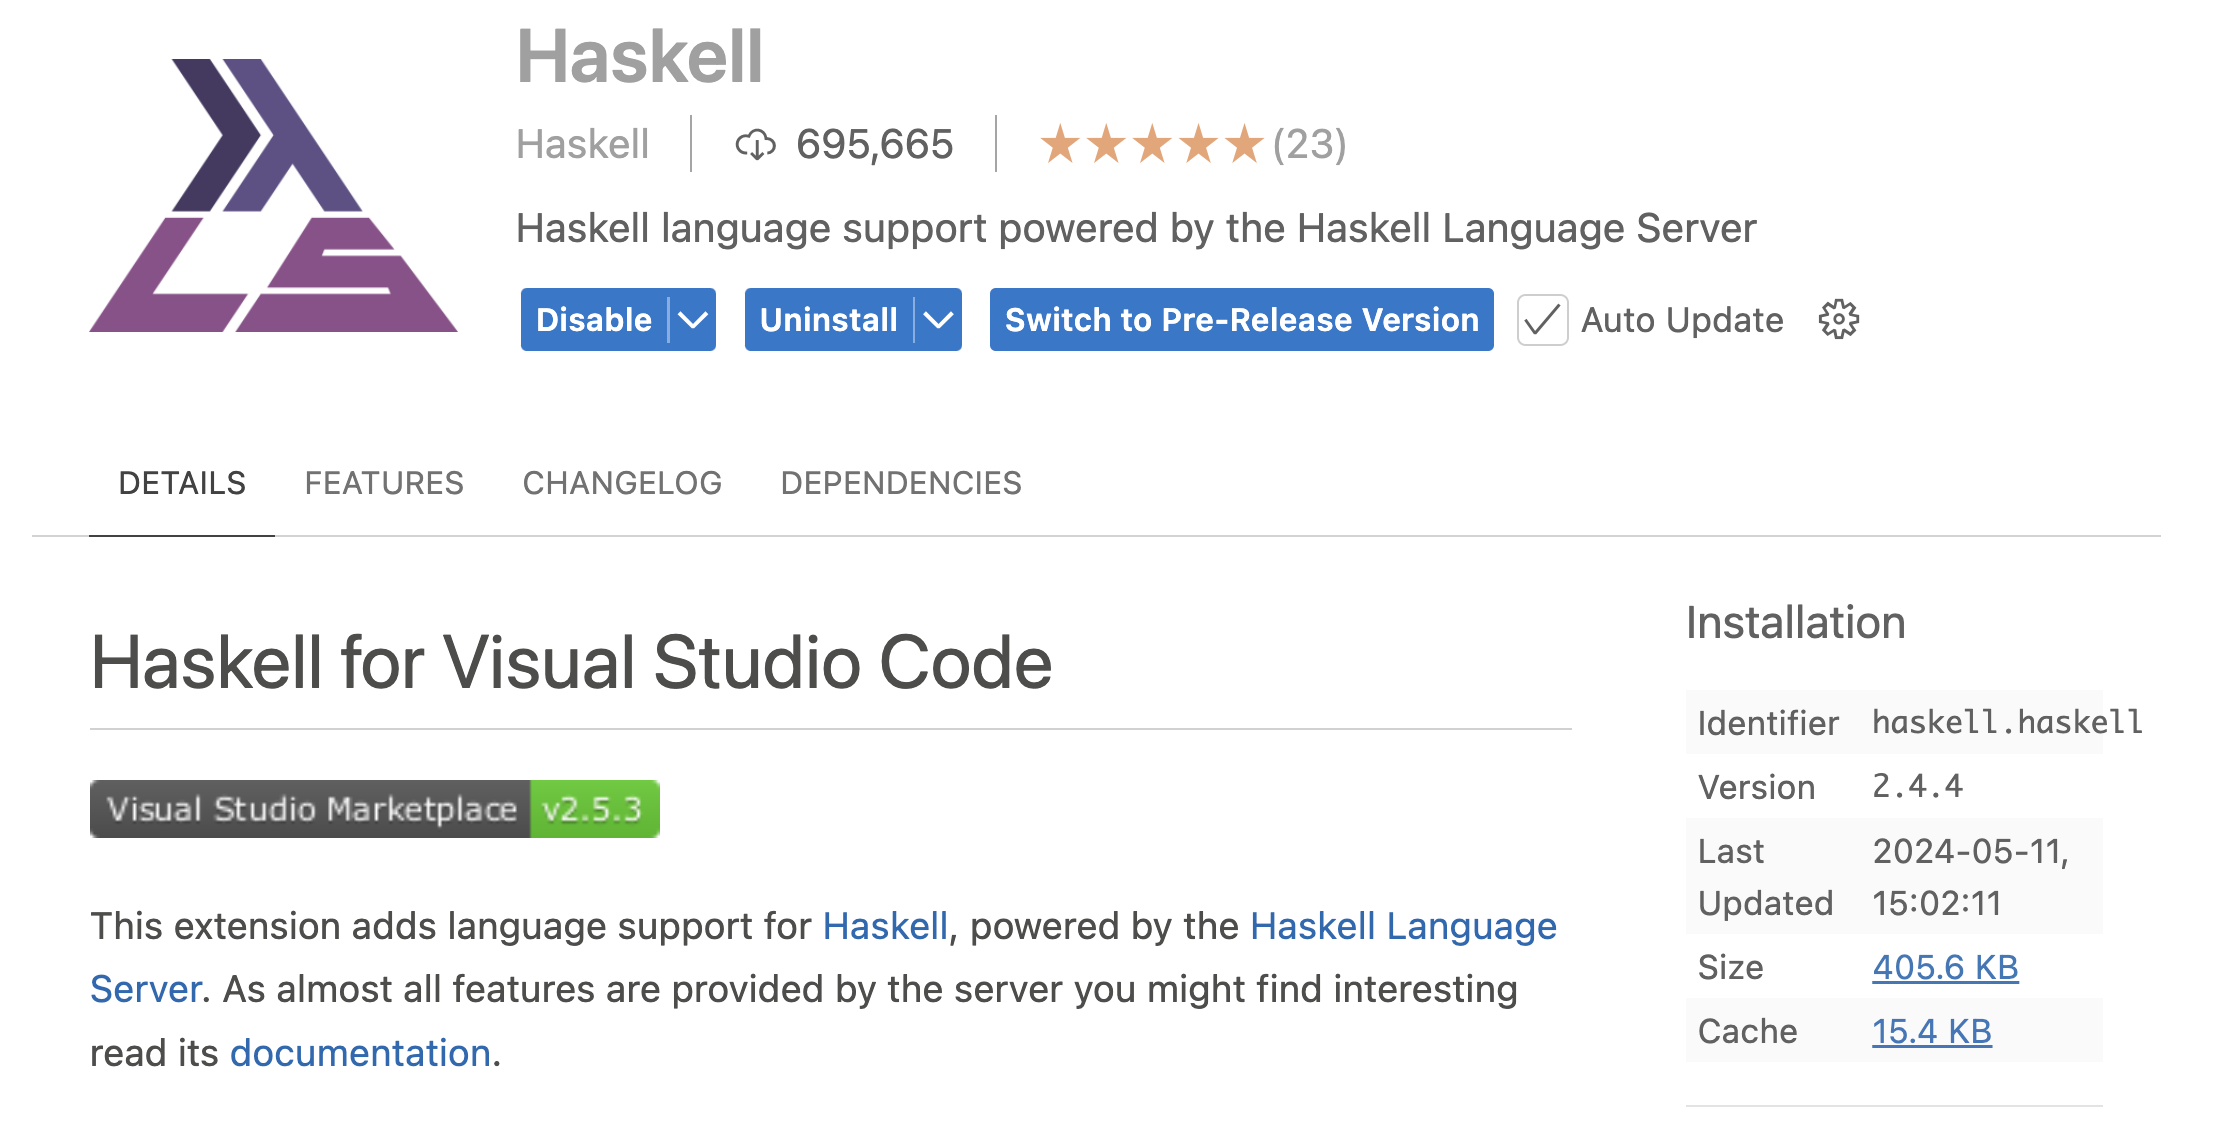 Haskell
Haskell 695,665 (23)
Haskell language support powered by the Haskell Language Server
Disable Uninstall Switch to Pre-Release Version Auto Update
DETAILS FEATURES CHANGELOG DEPENDENCIES
Haskell for Visual Studio Code
Visual Studio Marketplace v2.5.3
This extension adds language support for Haskell, powered by the Haskell Language
Server. As almost all features are provided by the server you might find interesting
read its documentation.
Installation
Identifier haskell.haskell
Version 2.4.4
Last 2024-05-11,
Updated 15:02:11
Size 405.6 KB
Cache 15.4 KB